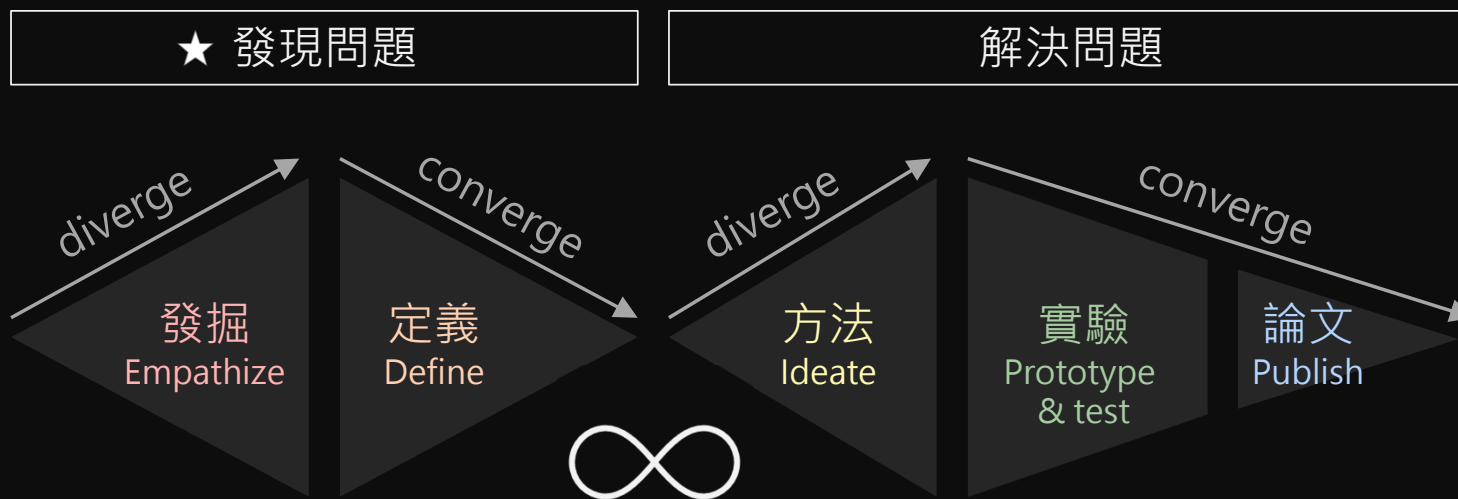 ★ 發現問題
解決問題
diverge
converge
diverge
converge
發掘
Empathize
定義
Define
方法
Ideate
實驗
Prototype
& test
論文
Publish